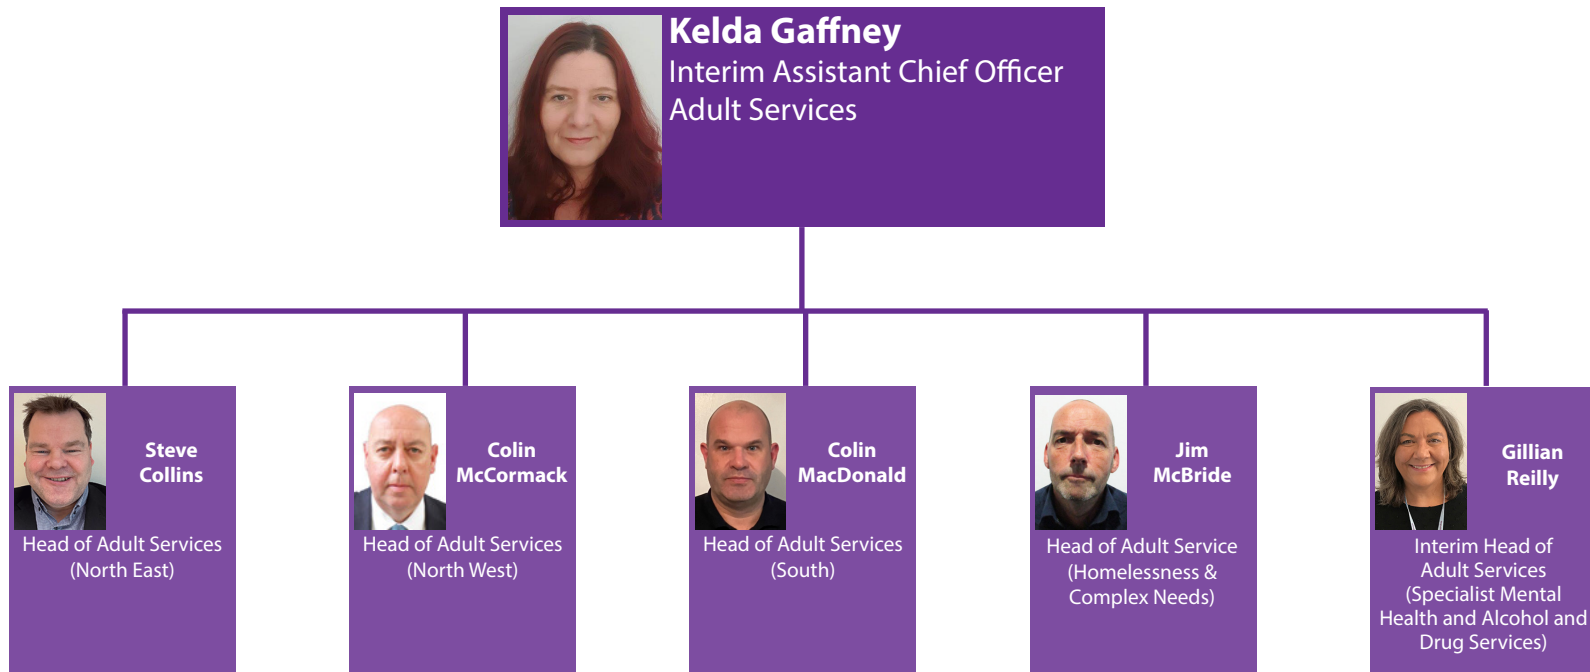 Kelda Gaffney
Interim Assistant Chief Officer
Adult Services
Steve
Collins
Head of Adult Services
(North East)
Colin
McCormack
Head of Adult Services
(North West)
Colin
MacDonald
Head of Adult Services
(South)
Jim
McBride
Head of Adult Service
(Homelessness &
Complex Needs)
Gillian
Reilly
Interim Head of
Adult Services
(Specialist Mental
Health and Alcohol and
Drug Services)